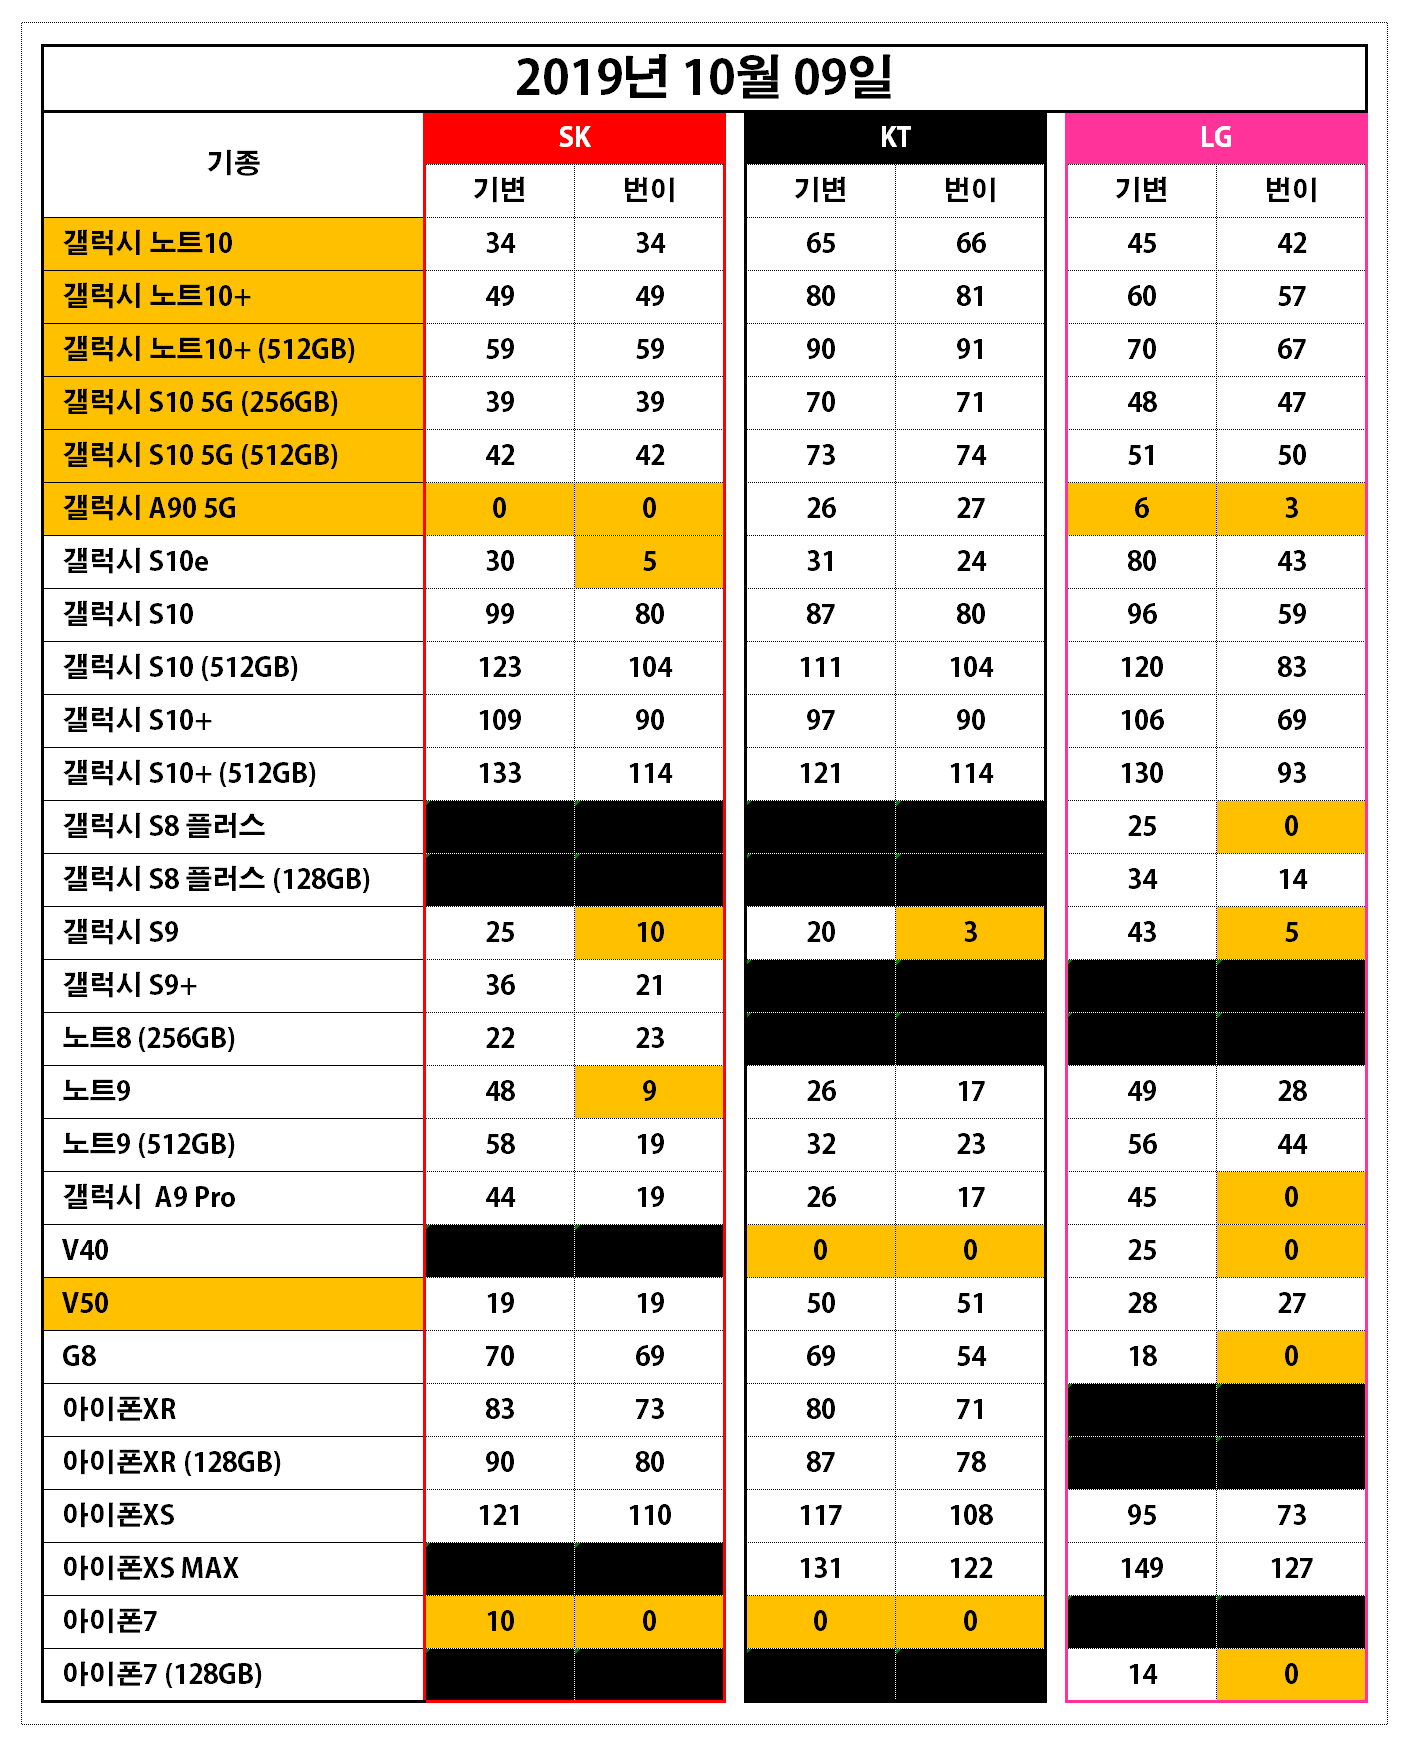 2019년 10월 09일
기종 SK KT LG
기변 번이 기변 번이 기변 번이
갤럭시 노트10 34 34 65 66 45 42
갤럭시 노트10+ 49 49 80 81 60 57
갤럭시 노트10+ (512GB) 59 59 90 91 70 67
갤럭시 S10 5G (256GB) 39 39 70 71 48 47
갤럭시 S10 5G (512GB) 42 42 73 74 51 50
갤럭시 A90 5G 0 0 26 27 6 3
갤럭시 S10e 30 5 31 24 80 43
갤럭시 S10 99 80 87 80 96 59
갤럭시 S10 (512GB) 123 104 111 104 120 83
갤럭시 S10+ 109 90 97 90 106 69
갤럭시 S10+ (512GB) 133 114 121 114 130 93
갤럭시 S8 플러스 25 0
갤럭시 S8 플러스 (128GB) 34 14
갤럭시 S9 25 10 20 3 43 5
갤럭시 S9+ 36 21
노트8 (256GB) 22 23
노트9 48 9 26 17 49 28
노트9 (512GB) 58 19 32 23 56 44
갤럭시 A9 Pro 44 19 26 17 45 0
V40 0 0 25 0
V50 19 19 50 51 28 27
G8 70 69 69 54 18 0
아이폰XR 83 73 80 71
아이폰XR (128GB) 90 80 87 78
아이폰XS 121 110 117 108 95 73
아이폰XS MAX 131 122 149 127
아이폰7 10 0 0 0
아이폰7 (128GB) 14 0